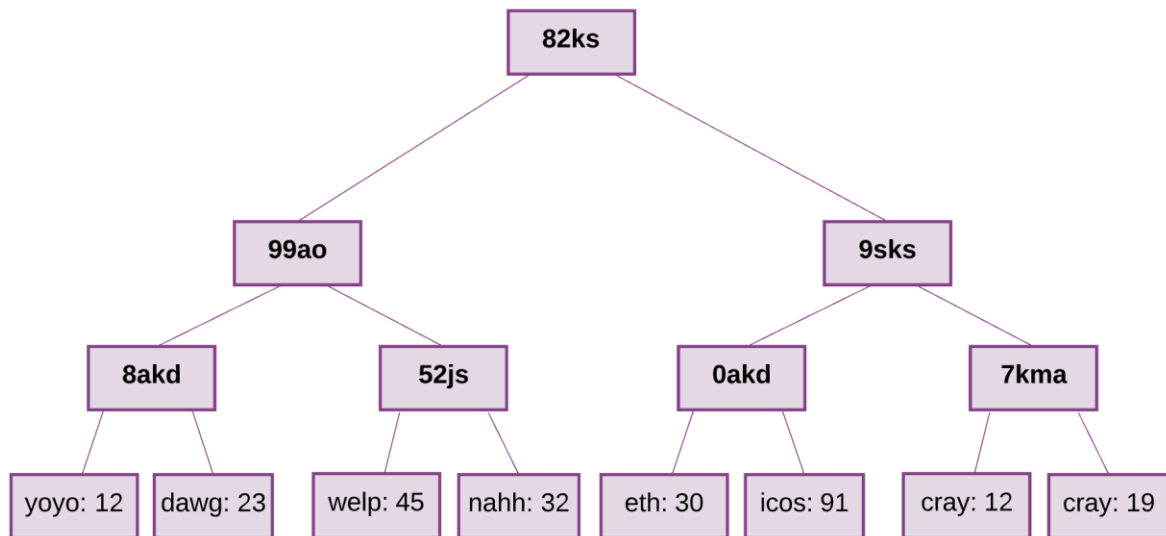 82ks
99ao
9sks
8akd
52js
0akd
7kma
yoyo: 12
dawg: 23
welp: 45
nahh: 32
eth: 30
icos: 91
cray: 12
cray: 19